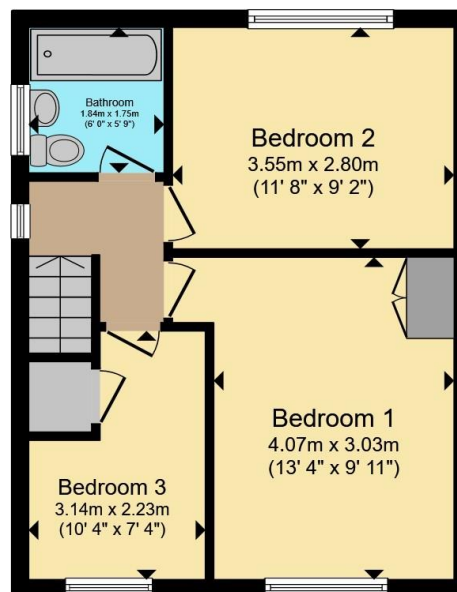 Bathroom
1.84m x 1.75m
(6' 0" x 5' 9")
Bedroom 2
3.55m x 2.80m
(11' 8" x 9' 2")
Bedroom 1
4.07m x 3.03m
(13' 4" x 9' 11")
Bedroom 3
3.14m x 2.23m
(10' 4" x 7' 4")